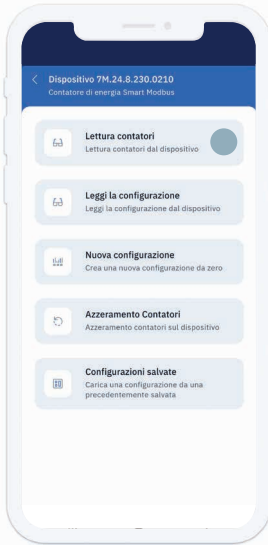 Dispositivo 7M.24.8.230.0210
Contatore di energia Smart Modbus
Lettura contatori
Lettura contatori dal dispositivo
Leggi la configurazione
Leggi la configurazione dal dispositivo
Nuova configurazione
Crea una nuova configurazione da zero
Azzeramento Contatori
Azzeramento contatori sul dispositivo
Configurazioni salvate
Carica una configurazione da una
precedentemente salvata